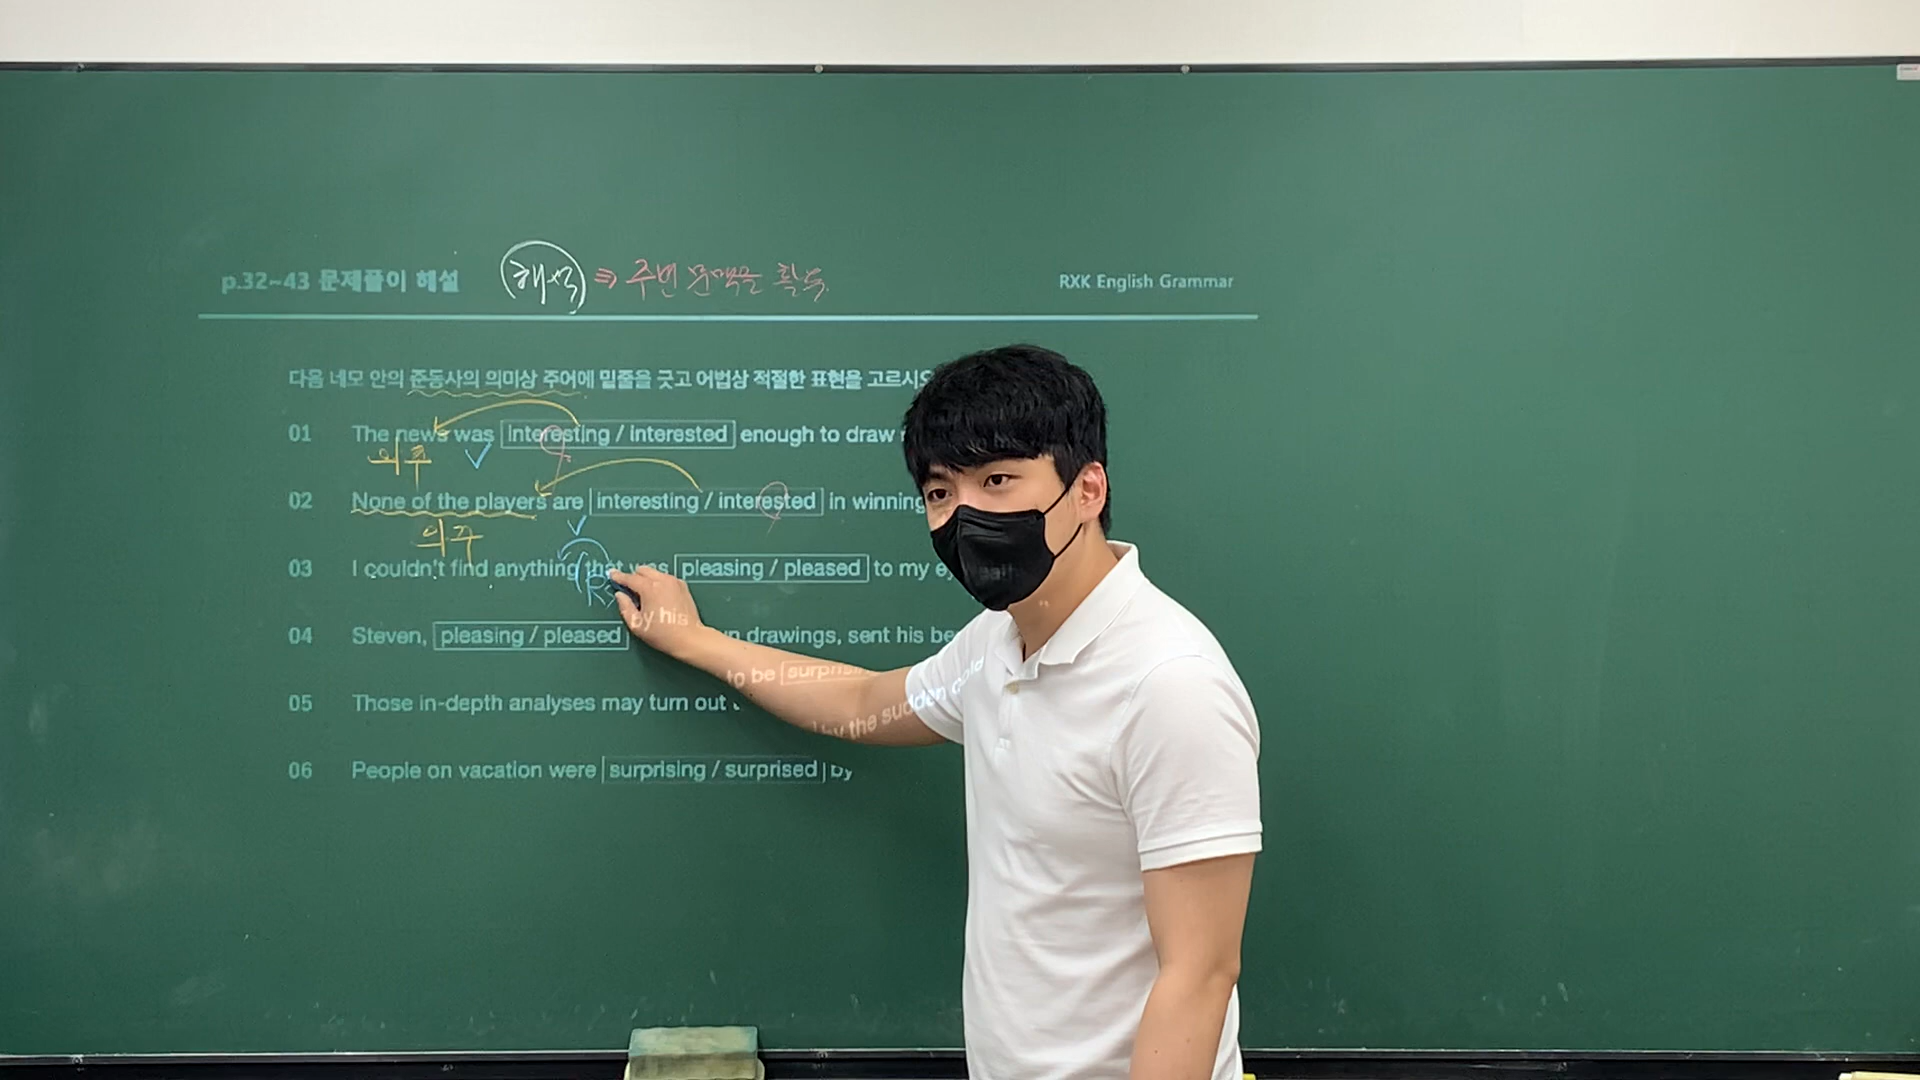 p.32~43 문제풀이 해설 해석 ⇒ 주변 문맥을 활용. RXK English Grammar
다음 네모 안의 준동사의 의미상 주어에 밑줄을 긋고 어법상 적절한 표현을 고르시오
01 The news was interesting / interested enough to draw
의주
02 None of the players are interesting / interested in winning
의주
03 I couldn't find anything that was pleasing / pleased to my
04 Steven, pleasing / pleased by his drawings, sent his
05 Those in-depth analyses may turn out to be
06 People on vacation were surprising / surprised by the sudden cold